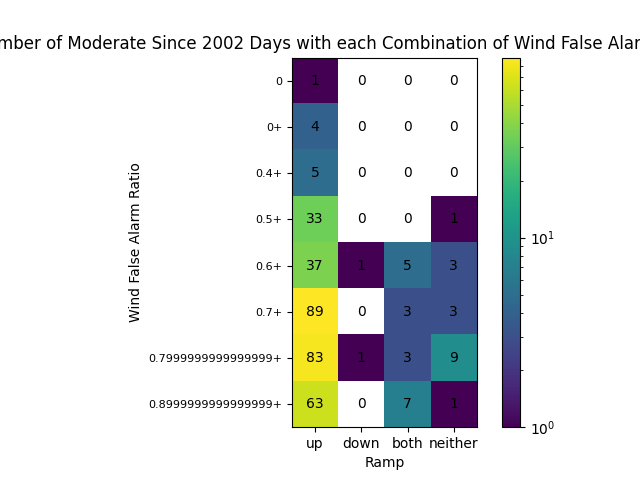 mber of Moderate Since 2002 Days with each Combination of Wind False Alar
0 1 0 0 0
0+ 4 0 0 0
0.4+ 5 0 0 0
0.5+ 33 0 0 1
0.6+ 37 1 5 3
0.7+ 89 0 3 3
0.7999999999999999+ 83 1 3 9
0.8999999999999999+ 63 0 7 1
up down both neither
Ramp
Wind False Alarm Ratio
10¹
10⁰